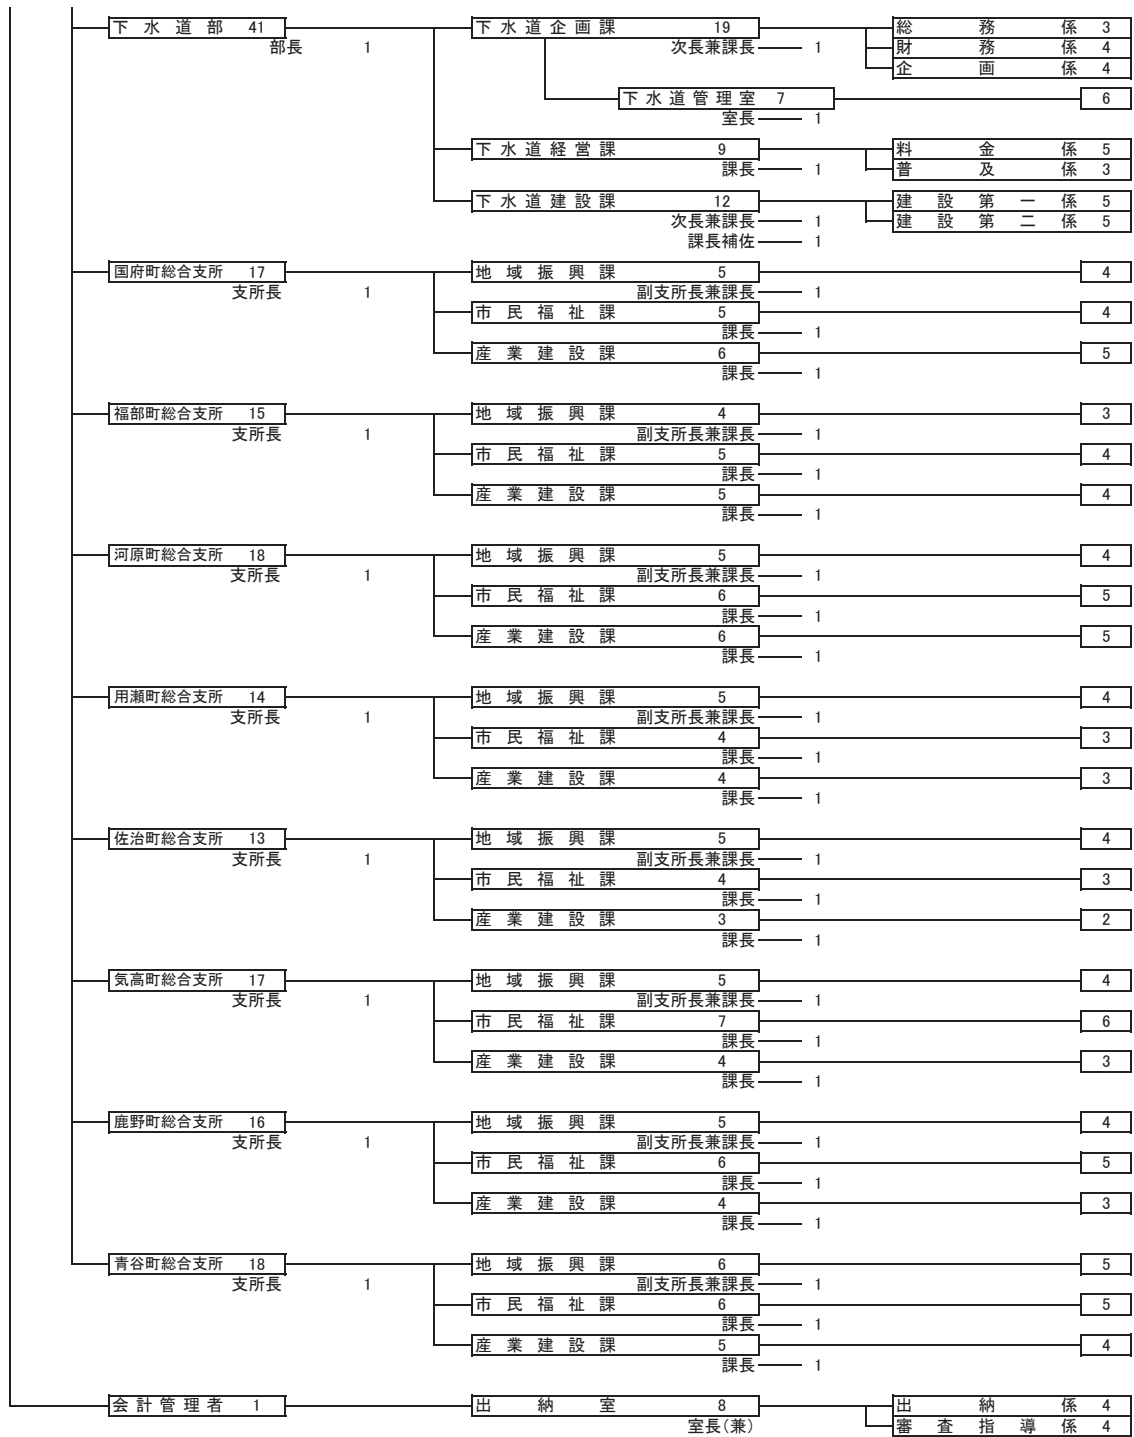 下水道部 41 下水道企画課 19 総務係 3
部長 1 次長兼課長 1 財務係 4
企画係 4
下水道管理室 7 6
室長 1
下水道経営課 9 料金係 5
課長 1 普及係 3
下水道建設課 12 建設第一係 5
次長兼課長 1 建設第二係 5
課長補佐 1
国府町総合支所 17 地域振興課 5 4
支所長 1 副支所長兼課長 1
市民福祉課 5 4
課長 1
産業建設課 6 5
課長 1
福部町総合支所 15 地域振興課 4 3
支所長 1 副支所長兼課長 1
市民福祉課 5 4
課長 1
産業建設課 5 4
課長 1
河原町総合支所 18 地域振興課 5 4
支所長 1 副支所長兼課長 1
市民福祉課 6 5
課長 1
産業建設課 6 5
課長 1
用瀬町総合支所 14 地域振興課 5 4
支所長 1 副支所長兼課長 1
市民福祉課 4 3
課長 1
産業建設課 4 3
課長 1
佐治町総合支所 13 地域振興課 5 4
支所長 1 副支所長兼課長 1
市民福祉課 4 3
課長 1
産業建設課 3 2
課長 1
気高町総合支所 17 地域振興課 5 4
支所長 1 副支所長兼課長 1
市民福祉課 7 6
課長 1
産業建設課 4 3
課長 1
鹿野町総合支所 16 地域振興課 5 4
支所長 1 副支所長兼課長 1
市民福祉課 6 5
課長 1
産業建設課 4 3
課長 1
青谷町総合支所 18 地域振興課 6 5
支所長 1 副支所長兼課長 1
市民福祉課 6 5
課長 1
産業建設課 5 4
課長 1
会計管理者 1 出納室 8 出納係 4
室長(兼) 審査指導係 4